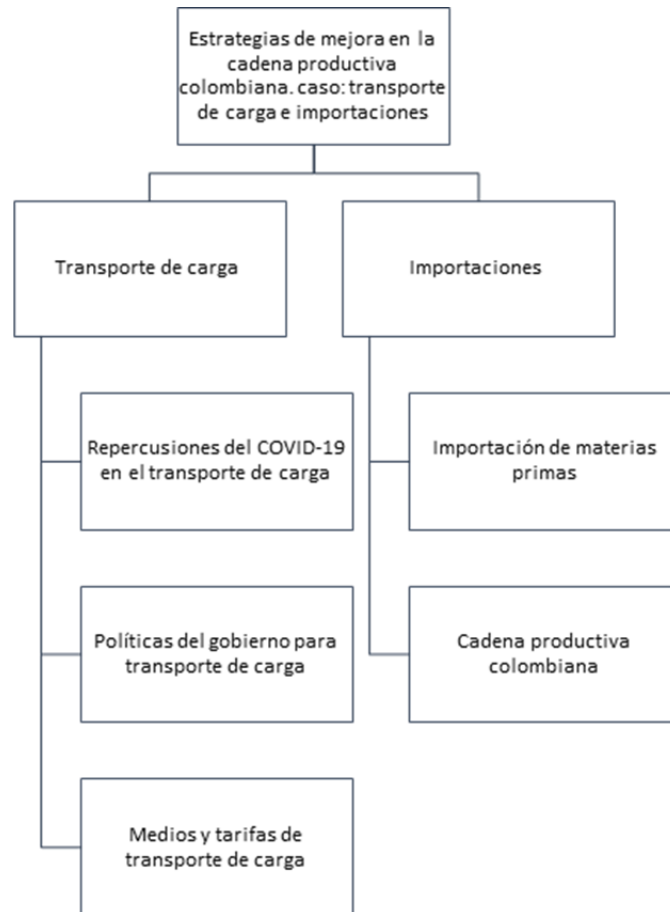 Estrategias de mejora en la
cadena productiva
colombiana. caso: transporte
de carga e importaciones
Transporte de carga
Importaciones
Repercusiones del COVID-19
en el transporte de carga
Importación de materias
primas
Políticas del gobierno para
transporte de carga
Cadena productiva
colombiana
Medios y tarifas de
transporte de carga